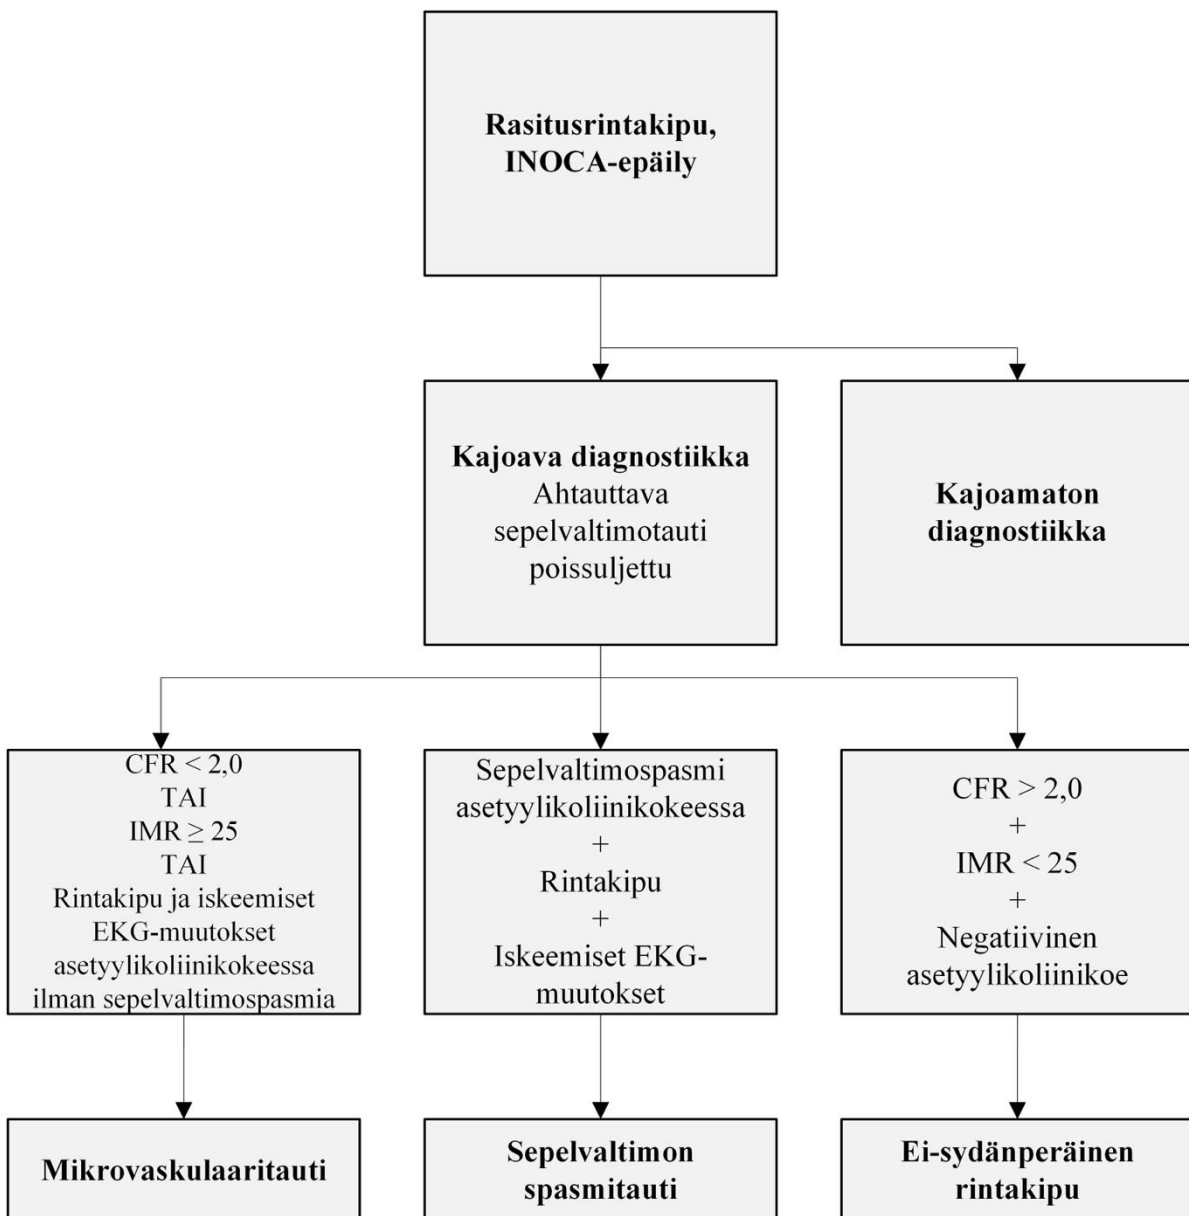 Rasitusrintakipu,
INOCA-epäily
Kajoava diagnostiikka
Ahtauttava
sepelvaltimotauti
poissuljettu
Kajoamaton
diagnostiikka
CFR < 2,0
TAI
IMR ≥ 25
TAI
Rintakipu ja iskeemiset
EKG-muutokset
asetyylikoliinikokeessa
ilman sepelvaltimospasmia
Sepelvaltimospasmi
asetyylikoliinikokeessa
+
Rintakipu
+
Iskeemiset EKG-
muutokset
CFR > 2,0
+
IMR < 25
+
Negatiivinen
asetyylikoliinikoe
Mikrovaskulaaritauti
Sepelvaltimon
spasmitauti
Ei-sydänperäinen
rintakipu